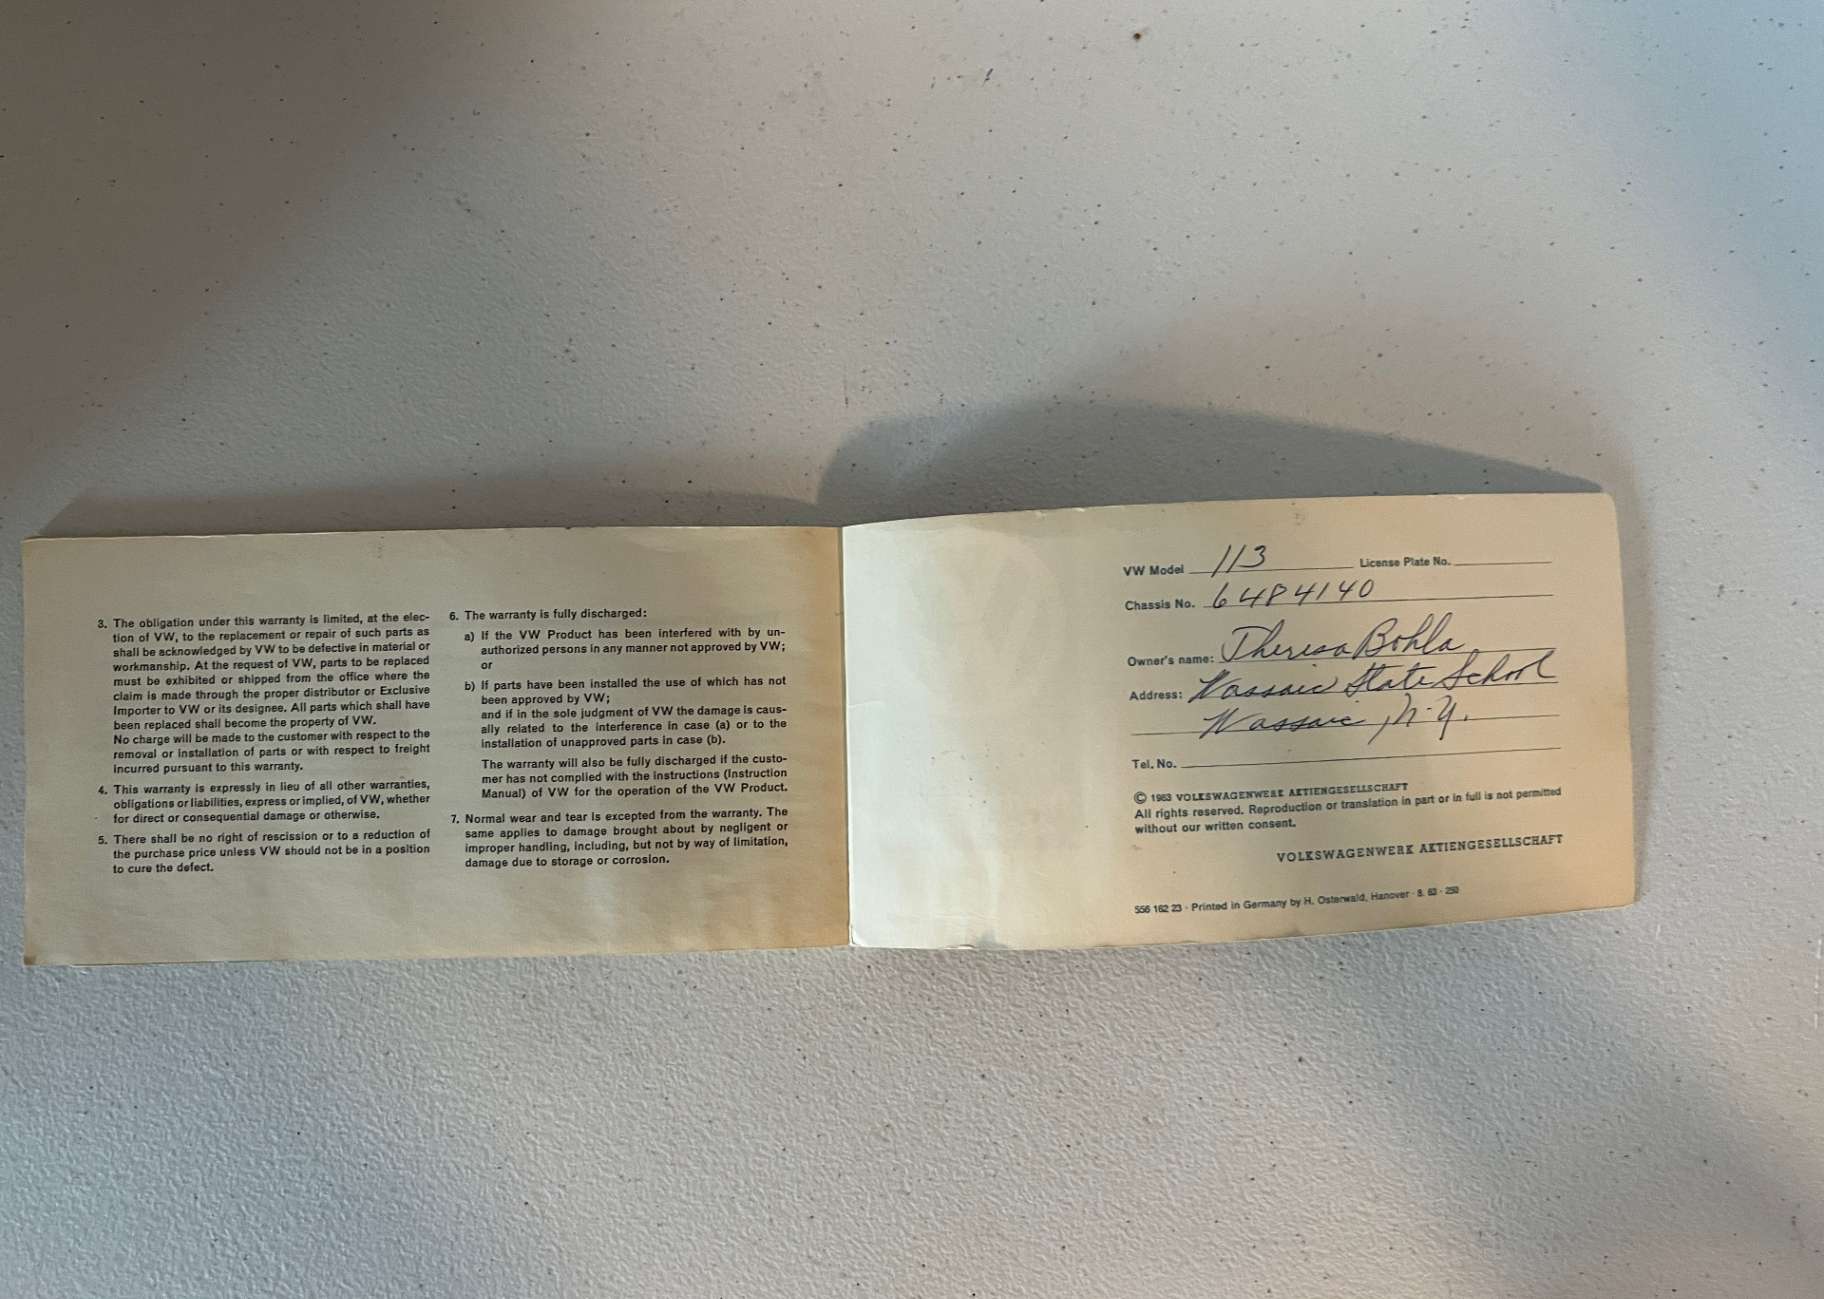 3. The obligation under this warranty is limited, at the elec-
tion of VW, to the replacement or repair of such parts as
shall be acknowledged by VW to be defective in material or
workmanship. At the request of VW, parts to be replaced
must be exhibited or shipped from the office where the
claim is made through the proper distributor or Exclusive
Importer to VW or its designee. All parts which shall have
been replaced shall become the property of VW.
No charge will be made to the customer with respect to the
removal or installation of parts or with respect to freight
incurred pursuant to this warranty.
4. This warranty is expressly in lieu of all other warranties,
obligations or liabilities, express or implied, of VW, whether
for direct or consequential damage or otherwise.
5. There shall be no right of rescission or to a reduction of
the purchase price unless VW should not be in a position
to cure the defect.
6. The warranty is fully discharged:
a) If the VW Product has been interfered with by un-
authorized persons in any manner not approved by VW;
or
b) If parts have been installed the use of which has not
been approved by VW;
and if in the sole judgment of VW the damage is caus-
ally related to the interference in case (a) or to the
installation of unapproved parts in case (b).
The warranty will also be fully discharged if the custo-
mer has not complied with the instructions (Instruction
Manual) of VW for the operation of the VW Product.
7. Normal wear and tear is excepted from the warranty. The
same applies to damage brought about by negligent or
improper handling, including, but not by way of limitation,
damage due to storage or corrosion.
VW Model 113 License Plate No.
Chassis No. 6484140
Owner's name: Theresa Bohla
Address: Wassaic State School
Wassaic, N.Y.
Tel. No.
© 1963 VOLKSWAGENWERK AKTIENGESELLSCHAFT
All rights reserved. Reproduction or translation in part or in full is not permitted
without our written consent.
VOLKSWAGENWERK AKTIENGESELLSCHAFT
556 162 23 · Printed in Germany by H. Osterwald, Hanover · 8. 63 · 250